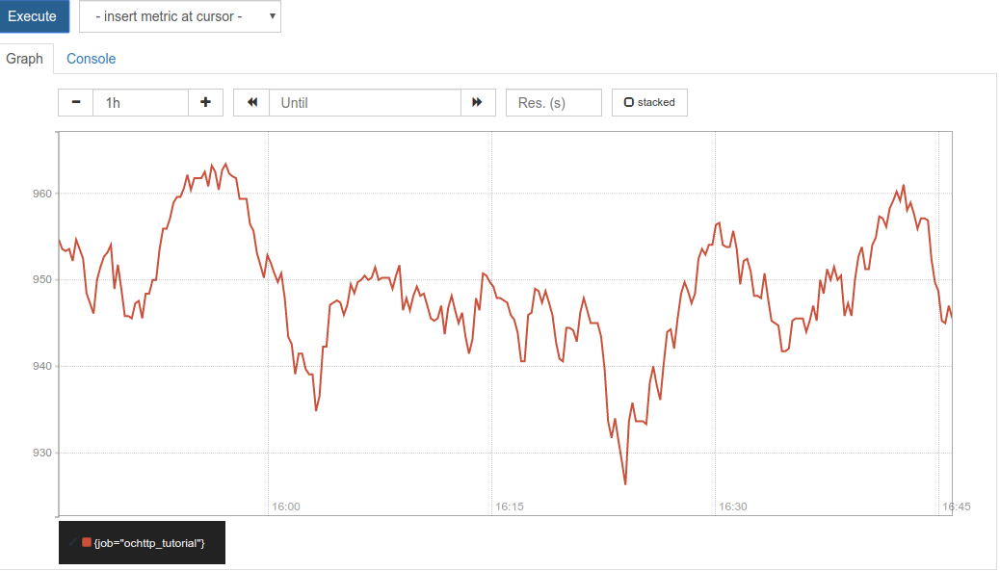 Execute - insert metric at cursor -
Graph Console
1h Until Res. (s) stacked
960
950
940
930
16:00 16:15 16:30 16:45
{job="ochttp_tutorial"}